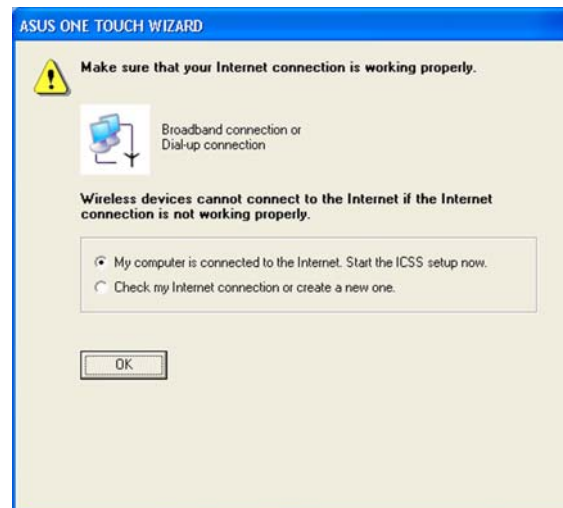 ASUS ONE TOUCH WIZARD
Make sure that your Internet connection is working properly.
Broadband connection or
Dial-up connection
Wireless devices cannot connect to the Internet if the Internet
connection is not working properly.
My computer is connected to the Internet. Start the ICSS setup now.
Check my Internet connection or create a new one.
OK